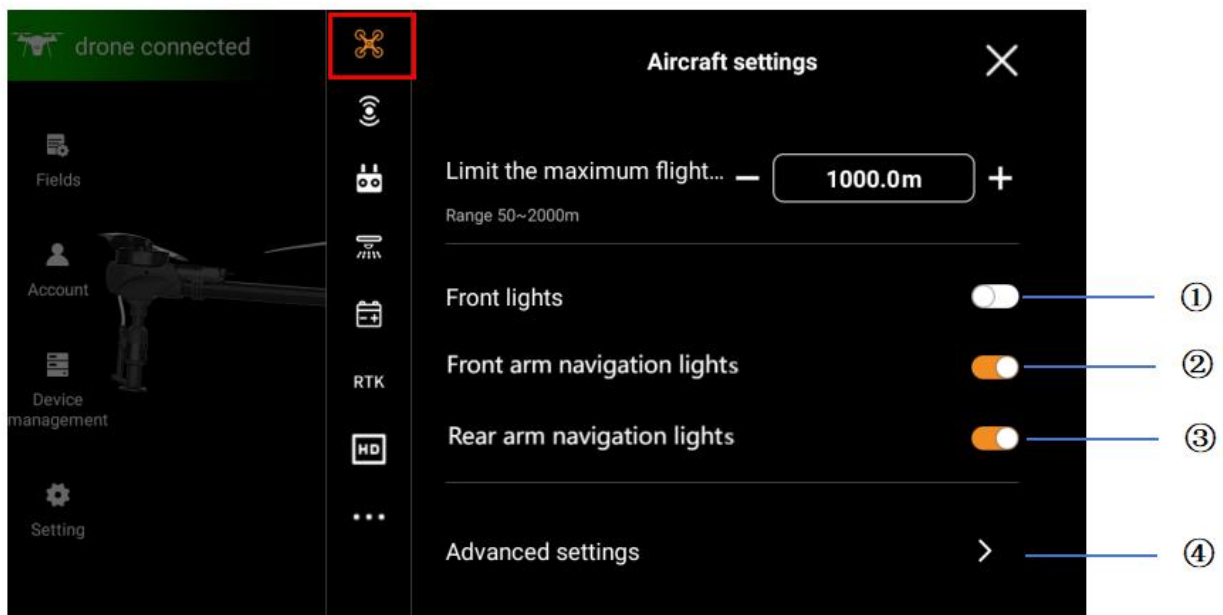 drone connected
Fields
Account
Device
management
Setting
RTK
HD
Aircraft settings
Limit the maximum flight... 1000.0m
Range 50~2000m
Front lights ①
Front arm navigation lights ②
Rear arm navigation lights ③
Advanced settings ④